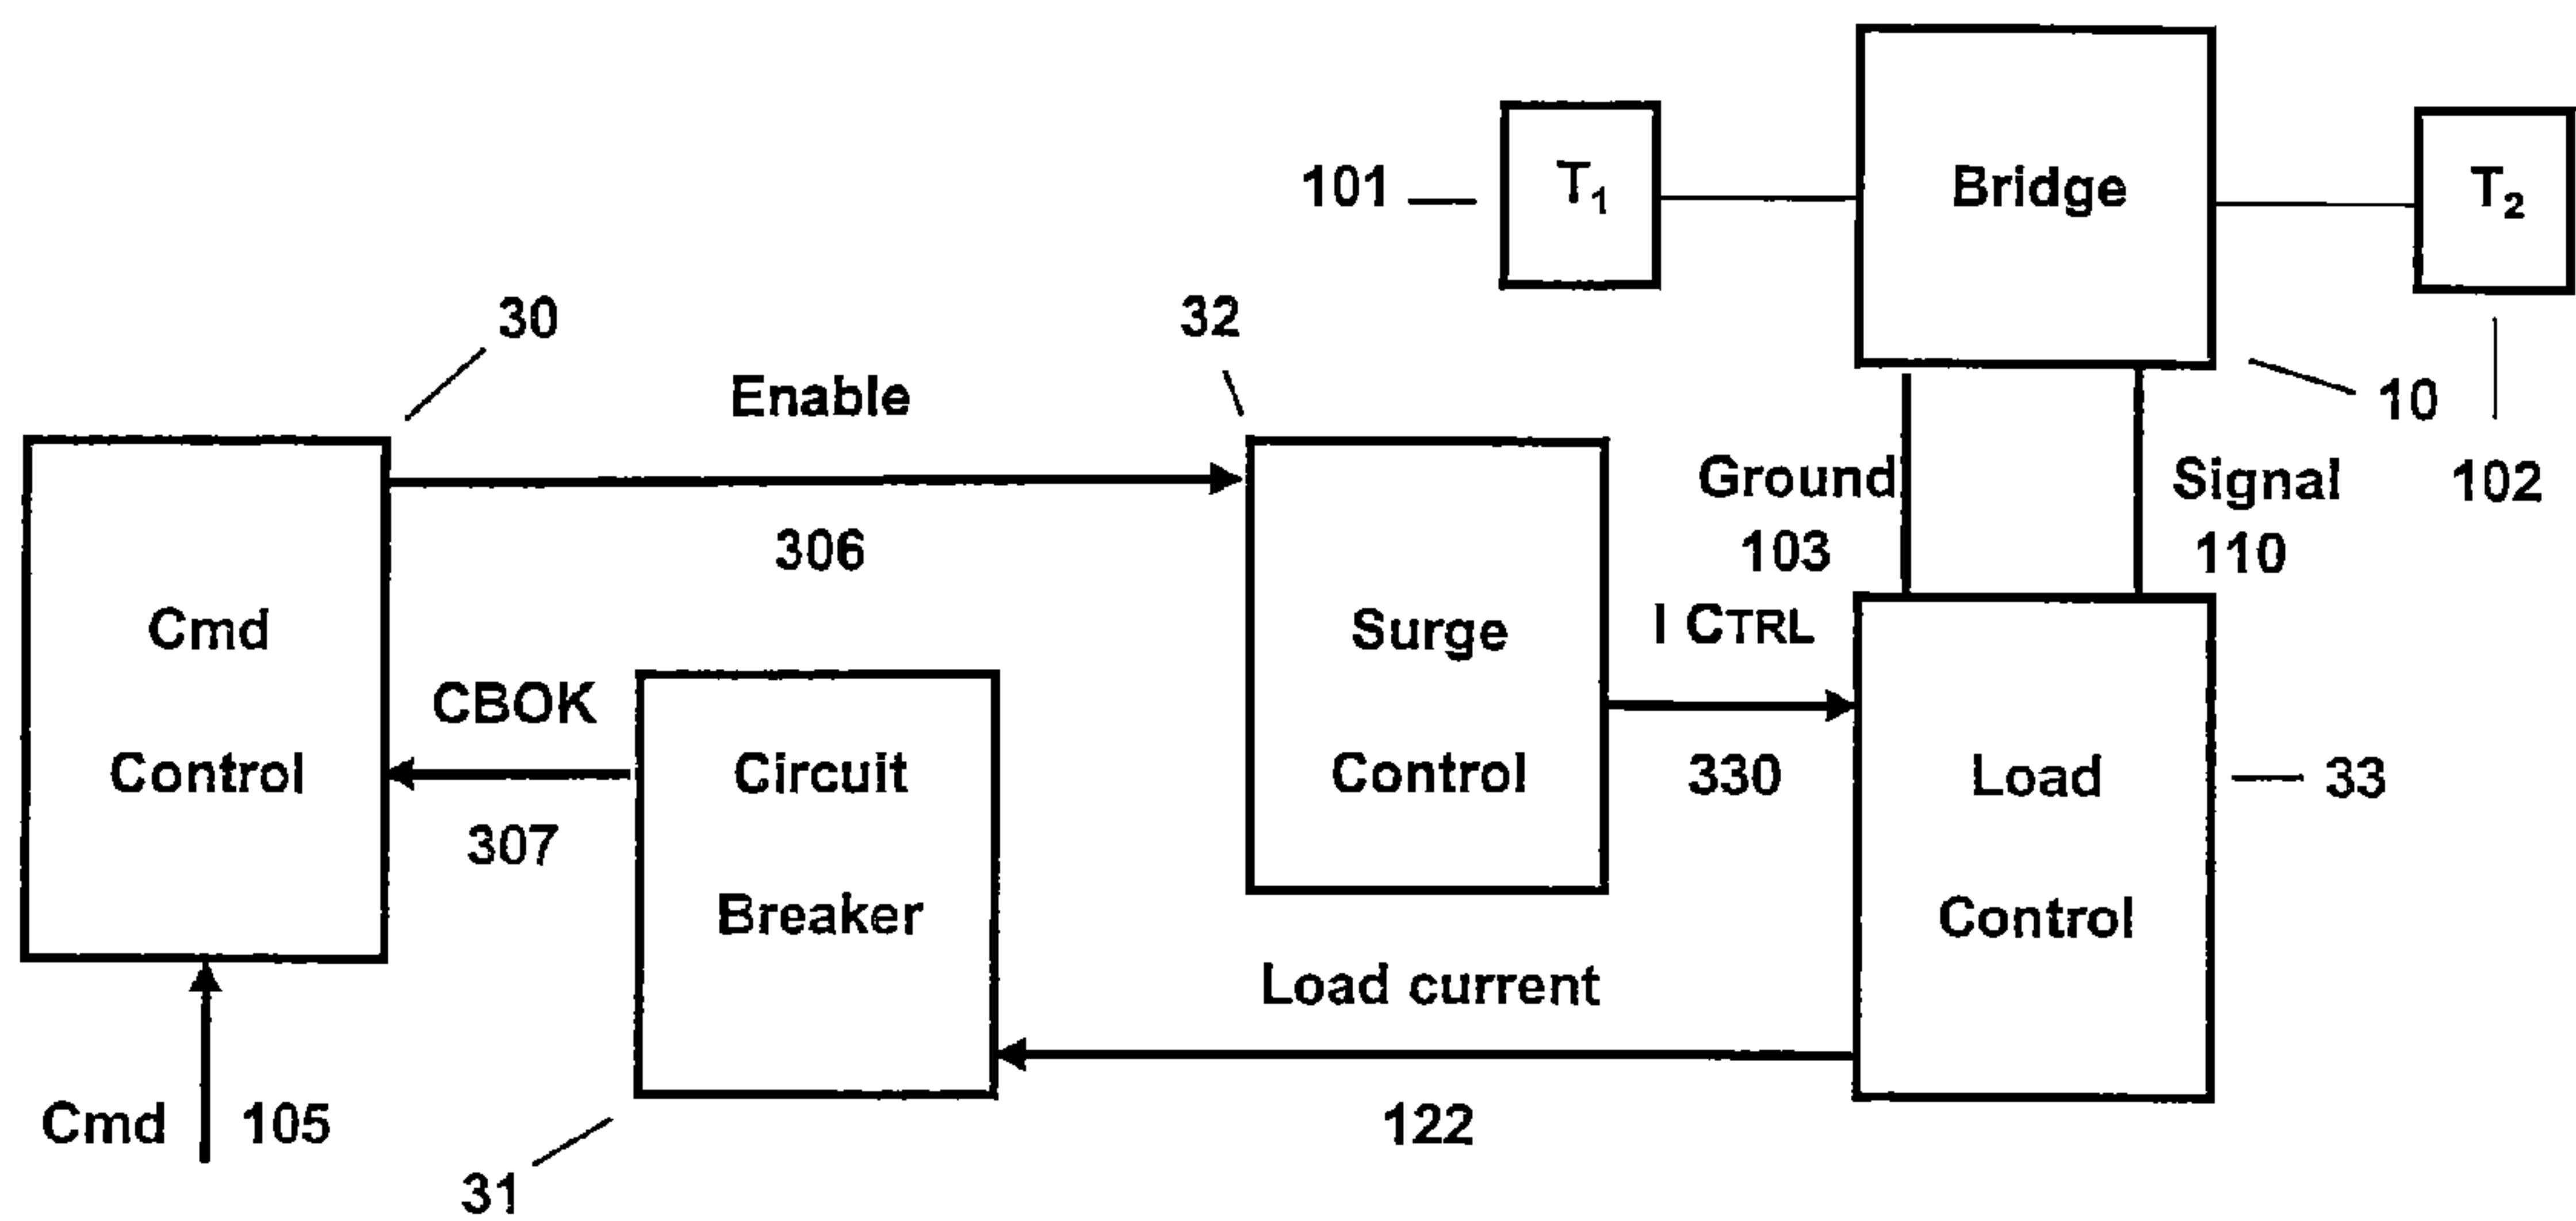 101
T1
Bridge
T2
30
32
10
Enable
Ground
Signal
102
306
103
110
Cmd
Control
Surge
Control
I CTRL
CBOK
307
Circuit
Breaker
330
Load
Control
33
Load current
122
Cmd
105
31